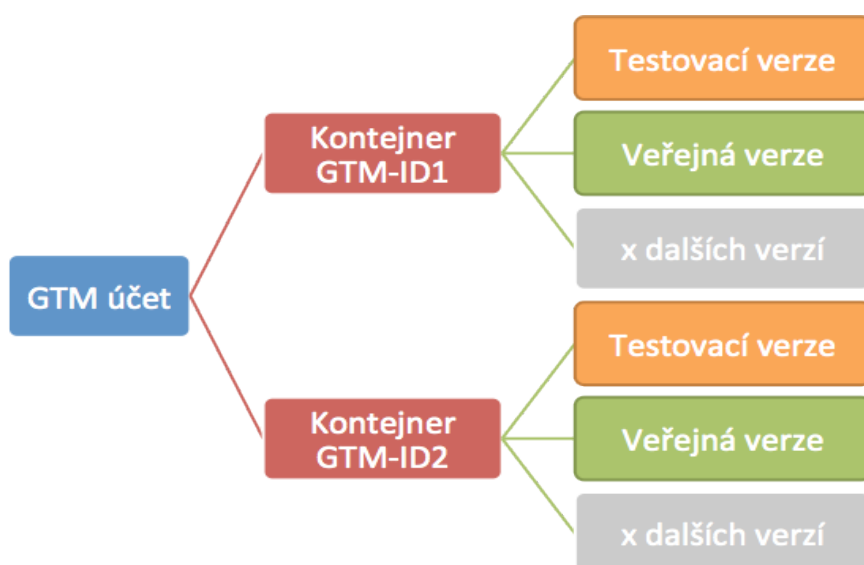 GTM účet
Kontejner
GTM-ID1
Testovací verze
Veřejná verze
x dalších verzí
Kontejner
GTM-ID2
Testovací verze
Veřejná verze
x dalších verzí